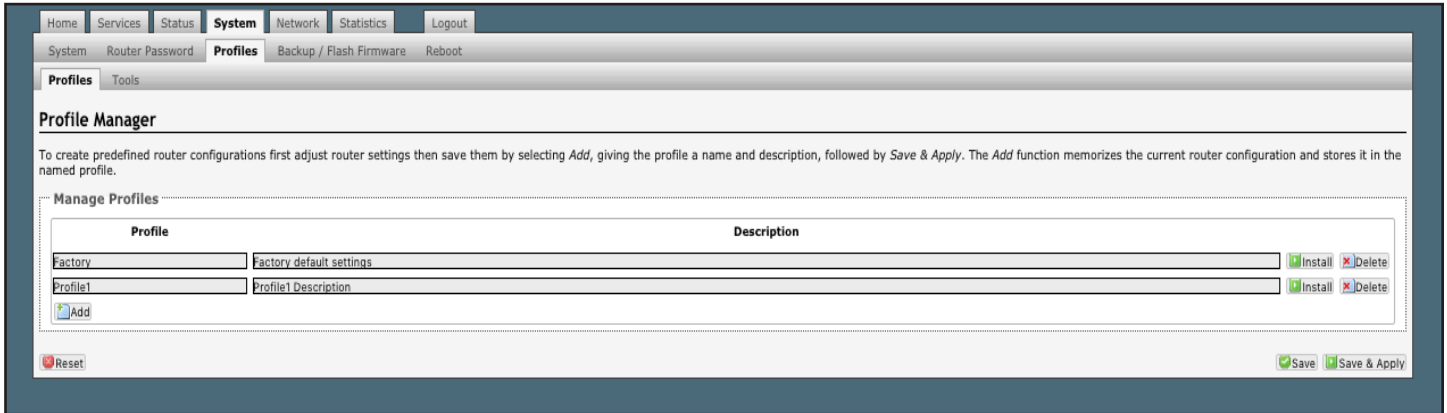 Home Services Status System Network Statistics Logout
System Router Password Profiles Backup / Flash Firmware Reboot
Profiles Tools
Profile Manager
To create predefined router configurations first adjust router settings then save them by selecting Add, giving the profile a name and description, followed by Save & Apply. The Add function memorizes the current router configuration and stores it in the
named profile.
Manage Profiles
Profile Description
Factory Factory default settings Install Delete
Profile1 Profile1 Description Install Delete
Add
Reset Save Save & Apply